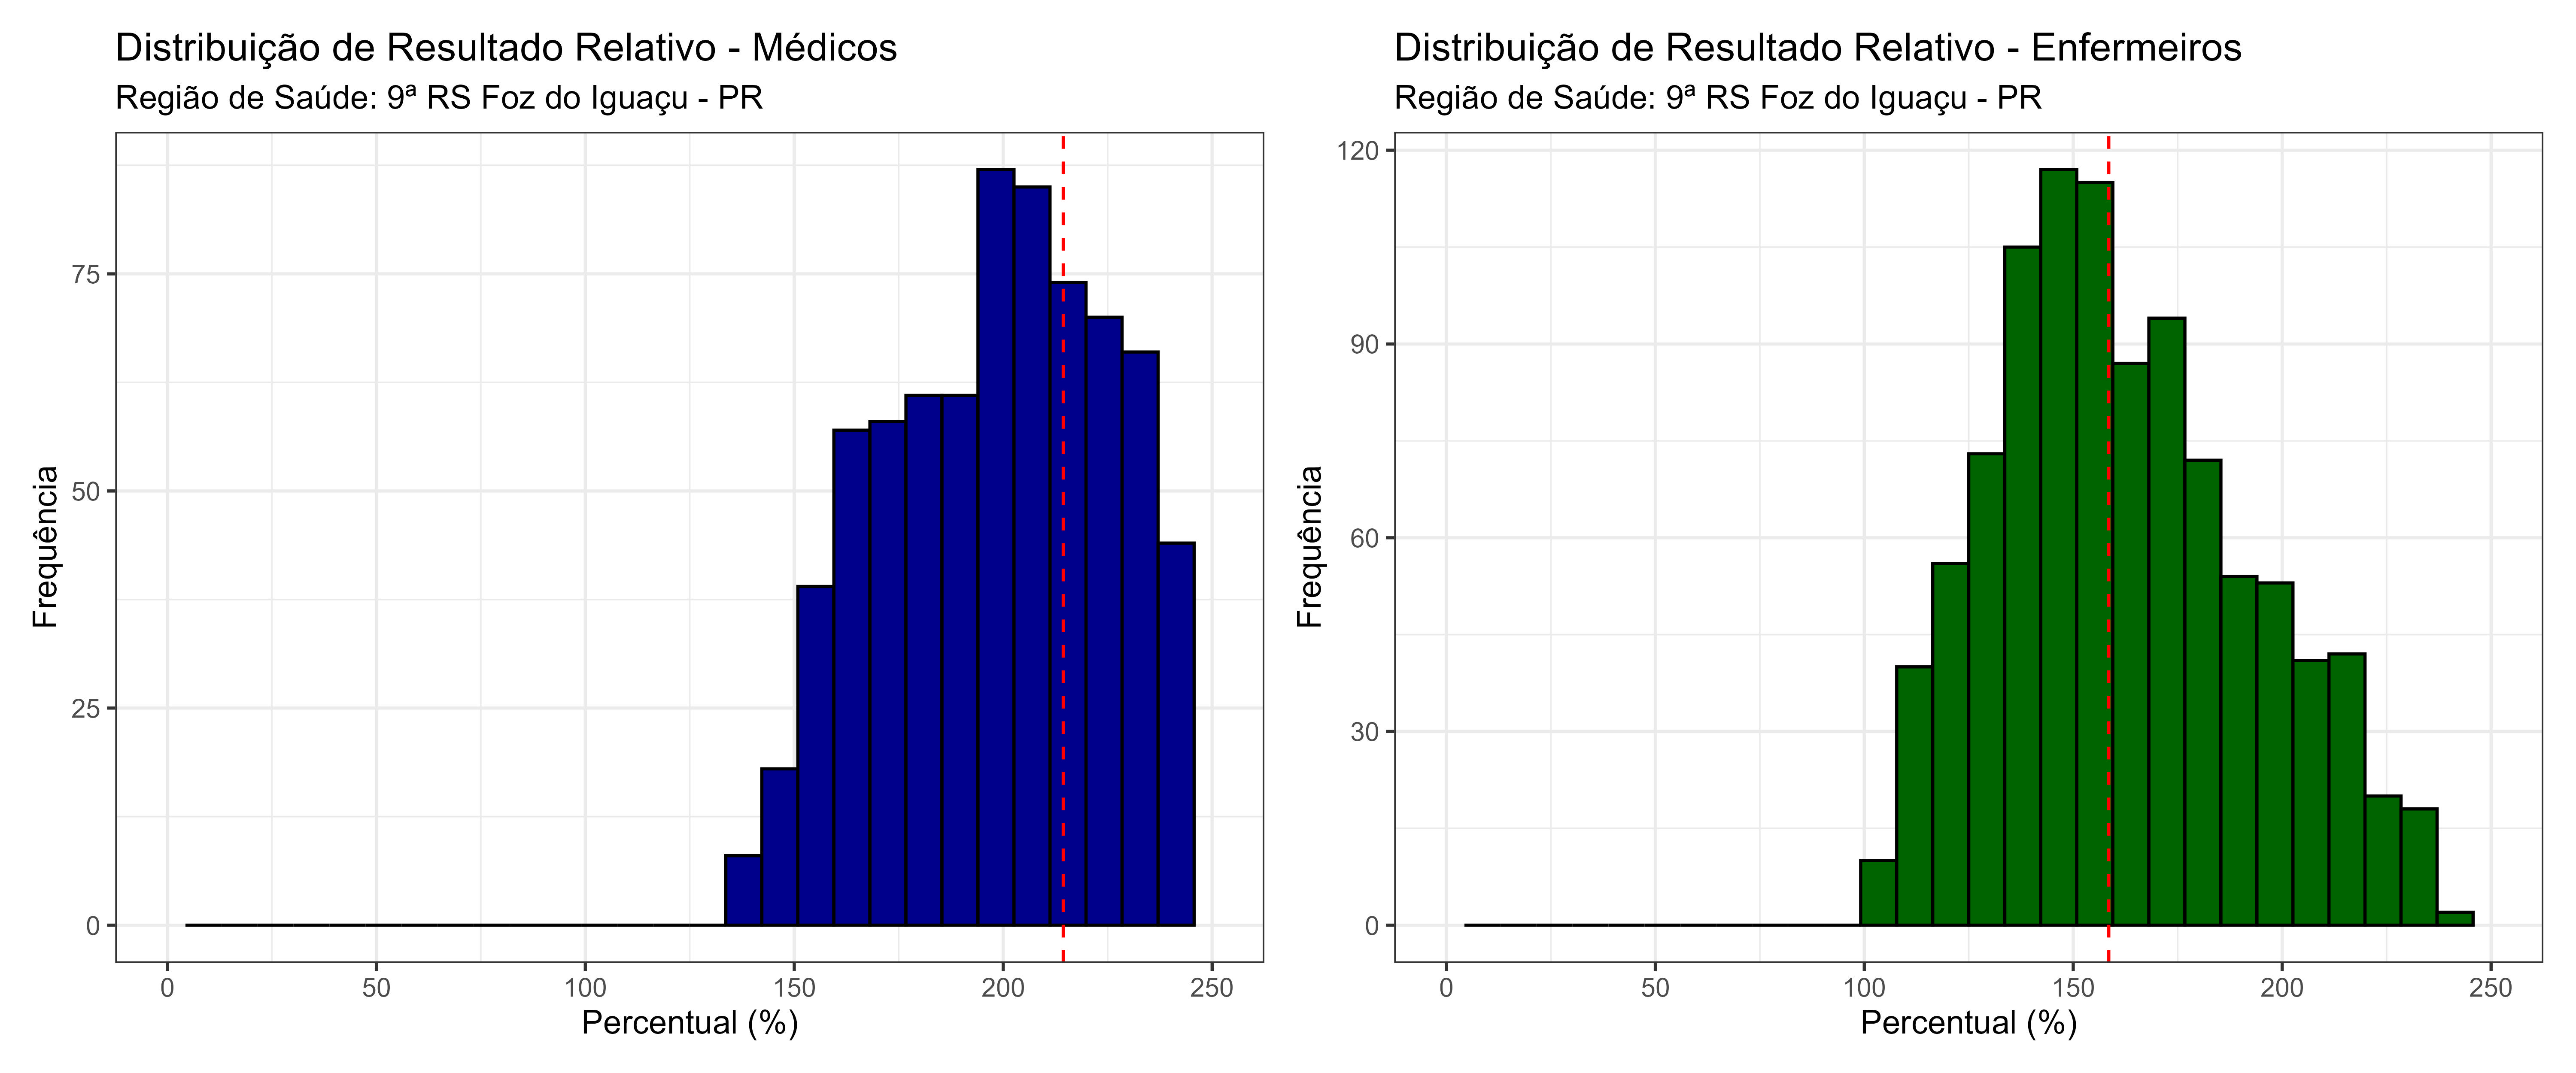 Distribuição de Resultado Relativo - Médicos
Região de Saúde: 9ª RS Foz do Iguaçu - PR
Frequência
75
50
25
0
0 50 100 150 200 250
Percentual (%)
Distribuição de Resultado Relativo - Enfermeiros
Região de Saúde: 9ª RS Foz do Iguaçu - PR
Frequência
120
90
60
30
0
0 50 100 150 200 250
Percentual (%)